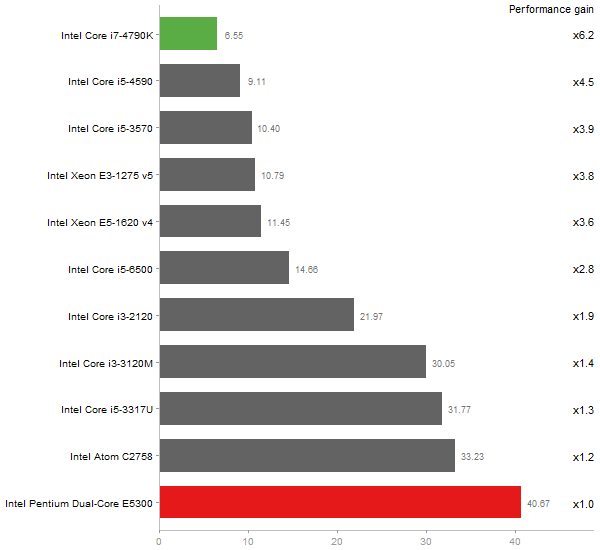 Performance gain
Intel Core i7-4790K 6.55 x6.2
Intel Core i5-4590 9.11 x4.5
Intel Core i5-3570 10.40 x3.9
Intel Xeon E3-1275 v5 10.79 x3.8
Intel Xeon E5-1620 v4 11.45 x3.6
Intel Core i5-6500 14.66 x2.8
Intel Core i3-2120 21.97 x1.9
Intel Core i3-3120M 30.05 x1.4
Intel Core i5-3317U 31.77 x1.3
Intel Atom C2758 33.23 x1.2
Intel Pentium Dual-Core E5300 40.67 x1.0
0 10 20 30 40